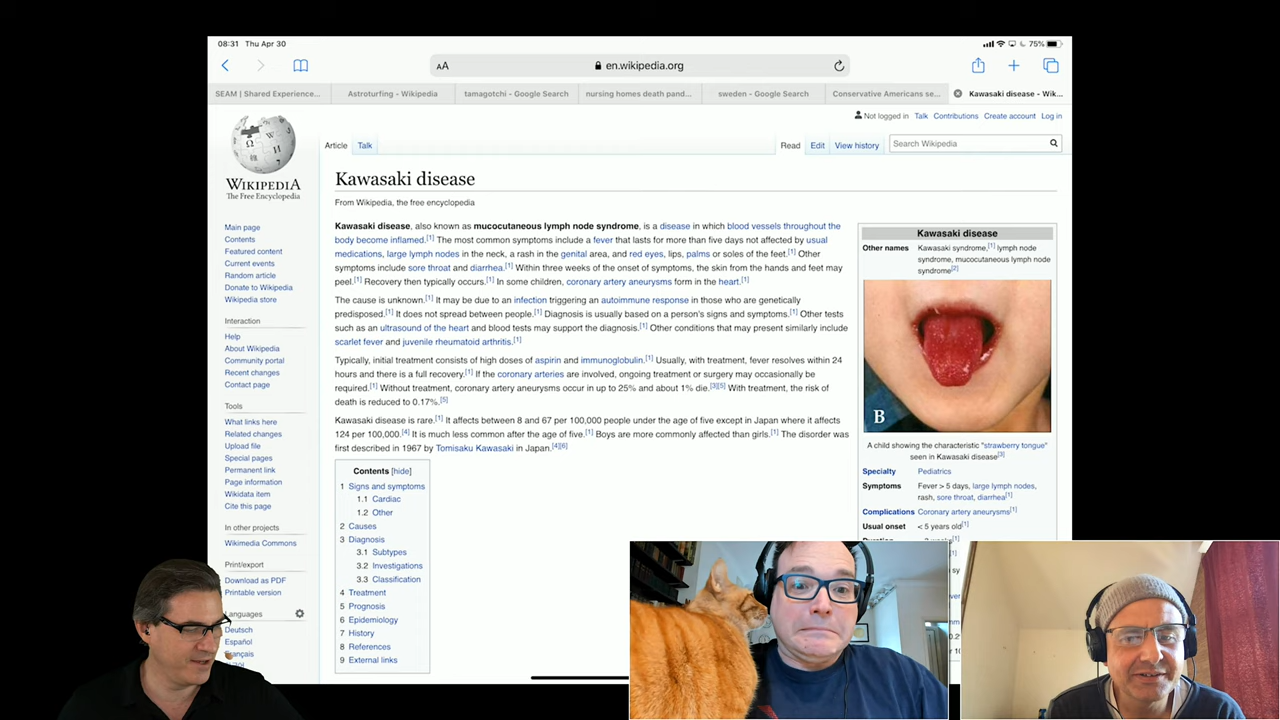 08:31 Thu Apr 30
75%
AA
en.wikipedia.org
SEAM | Shared Experience...
Astroturfing - Wikipedia
tamagotchi - Google Search
nursing homes death pand...
sweden - Google Search
Conservative Americans se...
Kawasaki disease - Wik...
Not logged in Talk Contributions Create account Log in
Article Talk
Read Edit View history
Search Wikipedia
WIKIPEDIA
The Free Encyclopedia
Main page
Contents
Featured content
Current events
Random article
Donate to Wikipedia
Wikipedia store
Interaction
Help
About Wikipedia
Community portal
Recent changes
Contact page
Tools
What links here
Related changes
Upload file
Special pages
Permanent link
Page information
Wikidata item
Cite this page
In other projects
Wikimedia Commons
Print/export
Download as PDF
Printable version
Languages
Deutsch
Español
Français
Kawasaki disease
From Wikipedia, the free encyclopedia
Kawasaki disease, also known as mucocutaneous lymph node syndrome, is a disease in which blood vessels throughout the
body become inflamed.[1] The most common symptoms include a fever that lasts for more than five days not affected by usual
medications, large lymph nodes in the neck, a rash in the genital area, and red eyes, lips, palms or soles of the feet.[1] Other
symptoms include sore throat and diarrhea.[1] Within three weeks of the onset of symptoms, the skin from the hands and feet may
peel.[1] Recovery then typically occurs.[1] In some children, coronary artery aneurysms form in the heart.[1]
The cause is unknown.[1] It may be due to an infection triggering an autoimmune response in those who are genetically
predisposed.[1] It does not spread between people.[1] Diagnosis is usually based on a person's signs and symptoms.[1] Other tests
such as an ultrasound of the heart and blood tests may support the diagnosis.[1] Other conditions that may present similarly include
scarlet fever and juvenile rheumatoid arthritis.[1]
Typically, initial treatment consists of high doses of aspirin and immunoglobulin.[1] Usually, with treatment, fever resolves within 24
hours and there is a full recovery.[1] If the coronary arteries are involved, ongoing treatment or surgery may occasionally be
required.[1] Without treatment, coronary artery aneurysms occur in up to 25% and about 1% die.[3][5] With treatment, the risk of
death is reduced to 0.17%.[5]
Kawasaki disease is rare.[1] It affects between 8 and 67 per 100,000 people under the age of five except in Japan where it affects
124 per 100,000.[4] It is much less common after the age of five.[1] Boys are more commonly affected than girls.[1] The disorder was
first described in 1967 by Tomisaku Kawasaki in Japan.[4][6]
Contents [hide]
1 Signs and symptoms
1.1 Cardiac
1.2 Other
2 Causes
3 Diagnosis
3.1 Subtypes
3.2 Investigations
3.3 Classification
4 Treatment
5 Prognosis
6 Epidemiology
7 History
8 References
9 External links
Kawasaki disease
Other names Kawasaki syndrome,[1] lymph node
syndrome, mucocutaneous lymph node
syndrome[2]
B
A child showing the characteristic "strawberry tongue"
seen in Kawasaki disease[3]
Specialty Pediatrics
Symptoms Fever > 5 days, large lymph nodes,
rash, sore throat, diarrhea[1]
Complications Coronary artery aneurysms[1]
Usual onset < 5 years old[1]